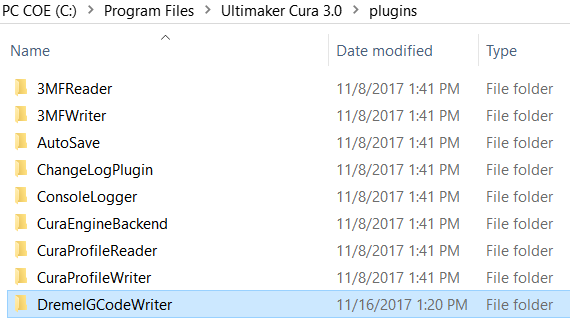 PC COE (C:) > Program Files > Ultimaker Cura 3.0 > plugins
Name Date modified Type
3MFReader 11/8/2017 1:41 PM File folder
3MFWriter 11/8/2017 1:41 PM File folder
AutoSave 11/8/2017 1:41 PM File folder
ChangeLogPlugin 11/8/2017 1:41 PM File folder
ConsoleLogger 11/8/2017 1:41 PM File folder
CuraEngineBackend 11/8/2017 1:41 PM File folder
CuraProfileReader 11/8/2017 1:41 PM File folder
CuraProfileWriter 11/8/2017 1:41 PM File folder
DremelGCodeWriter 11/16/2017 1:20 PM File folder